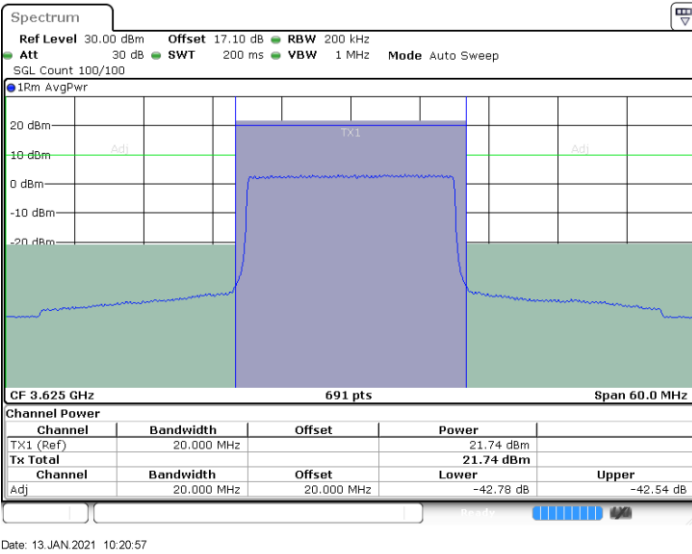 Spectrum
Ref Level 30.00 dBm Offset 17.10 dB RBW 200 kHz
Att 30 dB SWT 200 ms VBW 1 MHz Mode Auto Sweep
SGL Count 100/100
1Rm AvgPwr
20 dBm
TX1
Adj Adj
10 dBm
0 dBm
-10 dBm
-20 dBm
CF 3.625 GHz 691 pts Span 60.0 MHz
Channel Power
Channel Bandwidth Offset Power
TX1 (Ref) 20.000 MHz 21.74 dBm
Tx Total 21.74 dBm
Channel Bandwidth Offset Lower Upper
Adj 20.000 MHz 20.000 MHz -42.78 dB -42.54 dB
Ready
Date: 13.JAN.2021 10:20:57